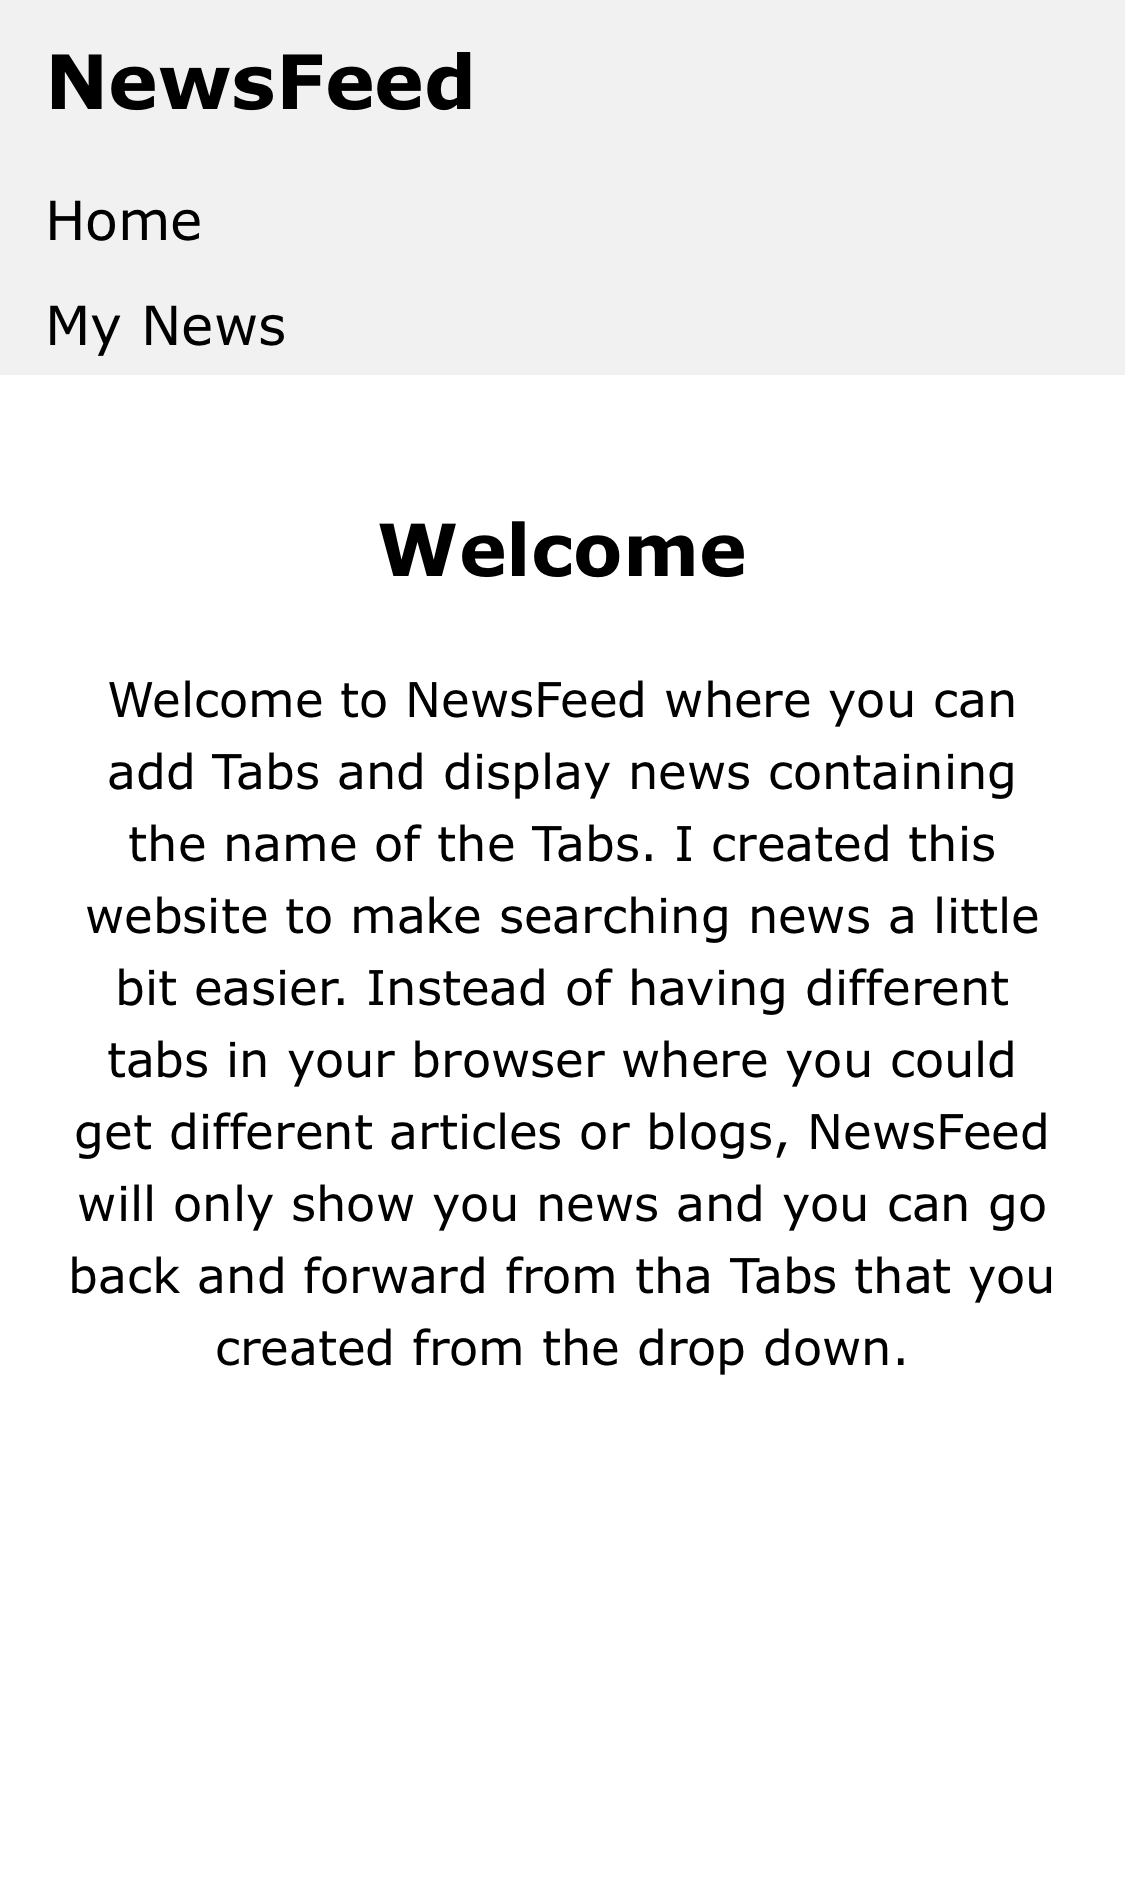 NewsFeed
Home
My News
Welcome
Welcome to NewsFeed where you can
add Tabs and display news containing
the name of the Tabs. I created this
website to make searching news a little
bit easier. Instead of having different
tabs in your browser where you could
get different articles or blogs, NewsFeed
will only show you news and you can go
back and forward from tha Tabs that you
created from the drop down.